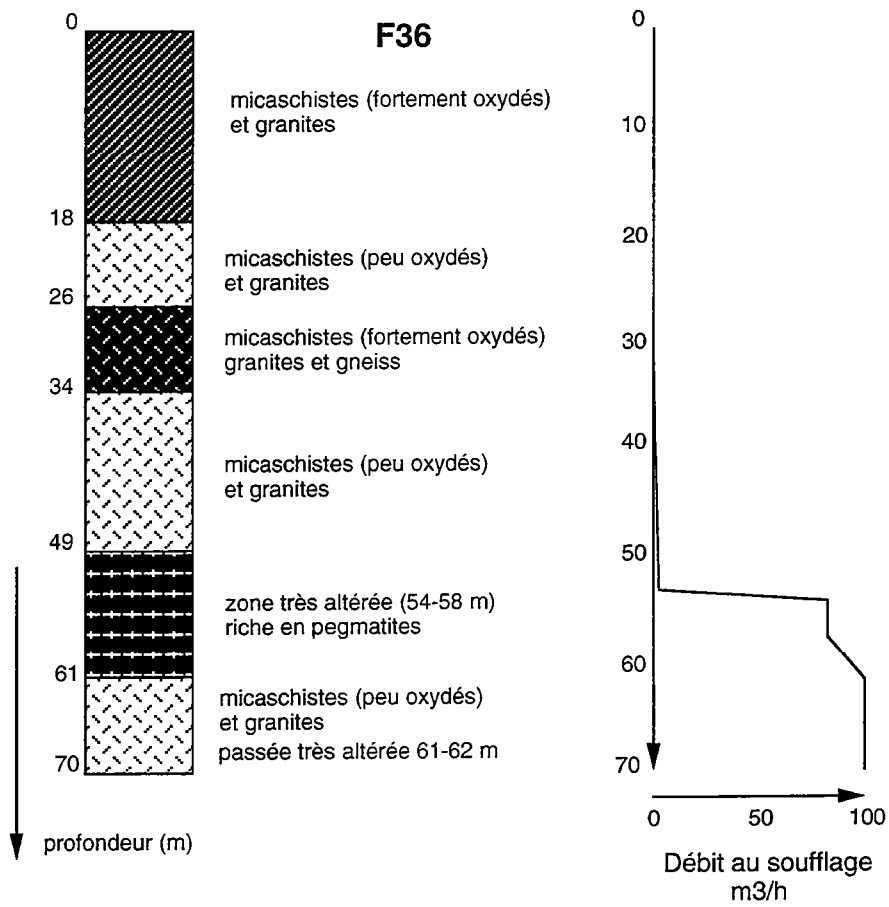 F36
0
micaschistes (fortement oxydés)
et granites
18
micaschistes (peu oxydés)
et granites
26
micaschistes (fortement oxydés)
granites et gneiss
34
micaschistes (peu oxydés)
et granites
49
zone très altérée (54-58 m)
riche en pegmatites
61
micaschistes (peu oxydés)
et granites
passée très altérée 61-62 m
70
profondeur (m)
0
10
20
30
40
50
60
70
0 50 100
Débit au soufflage
m3/h